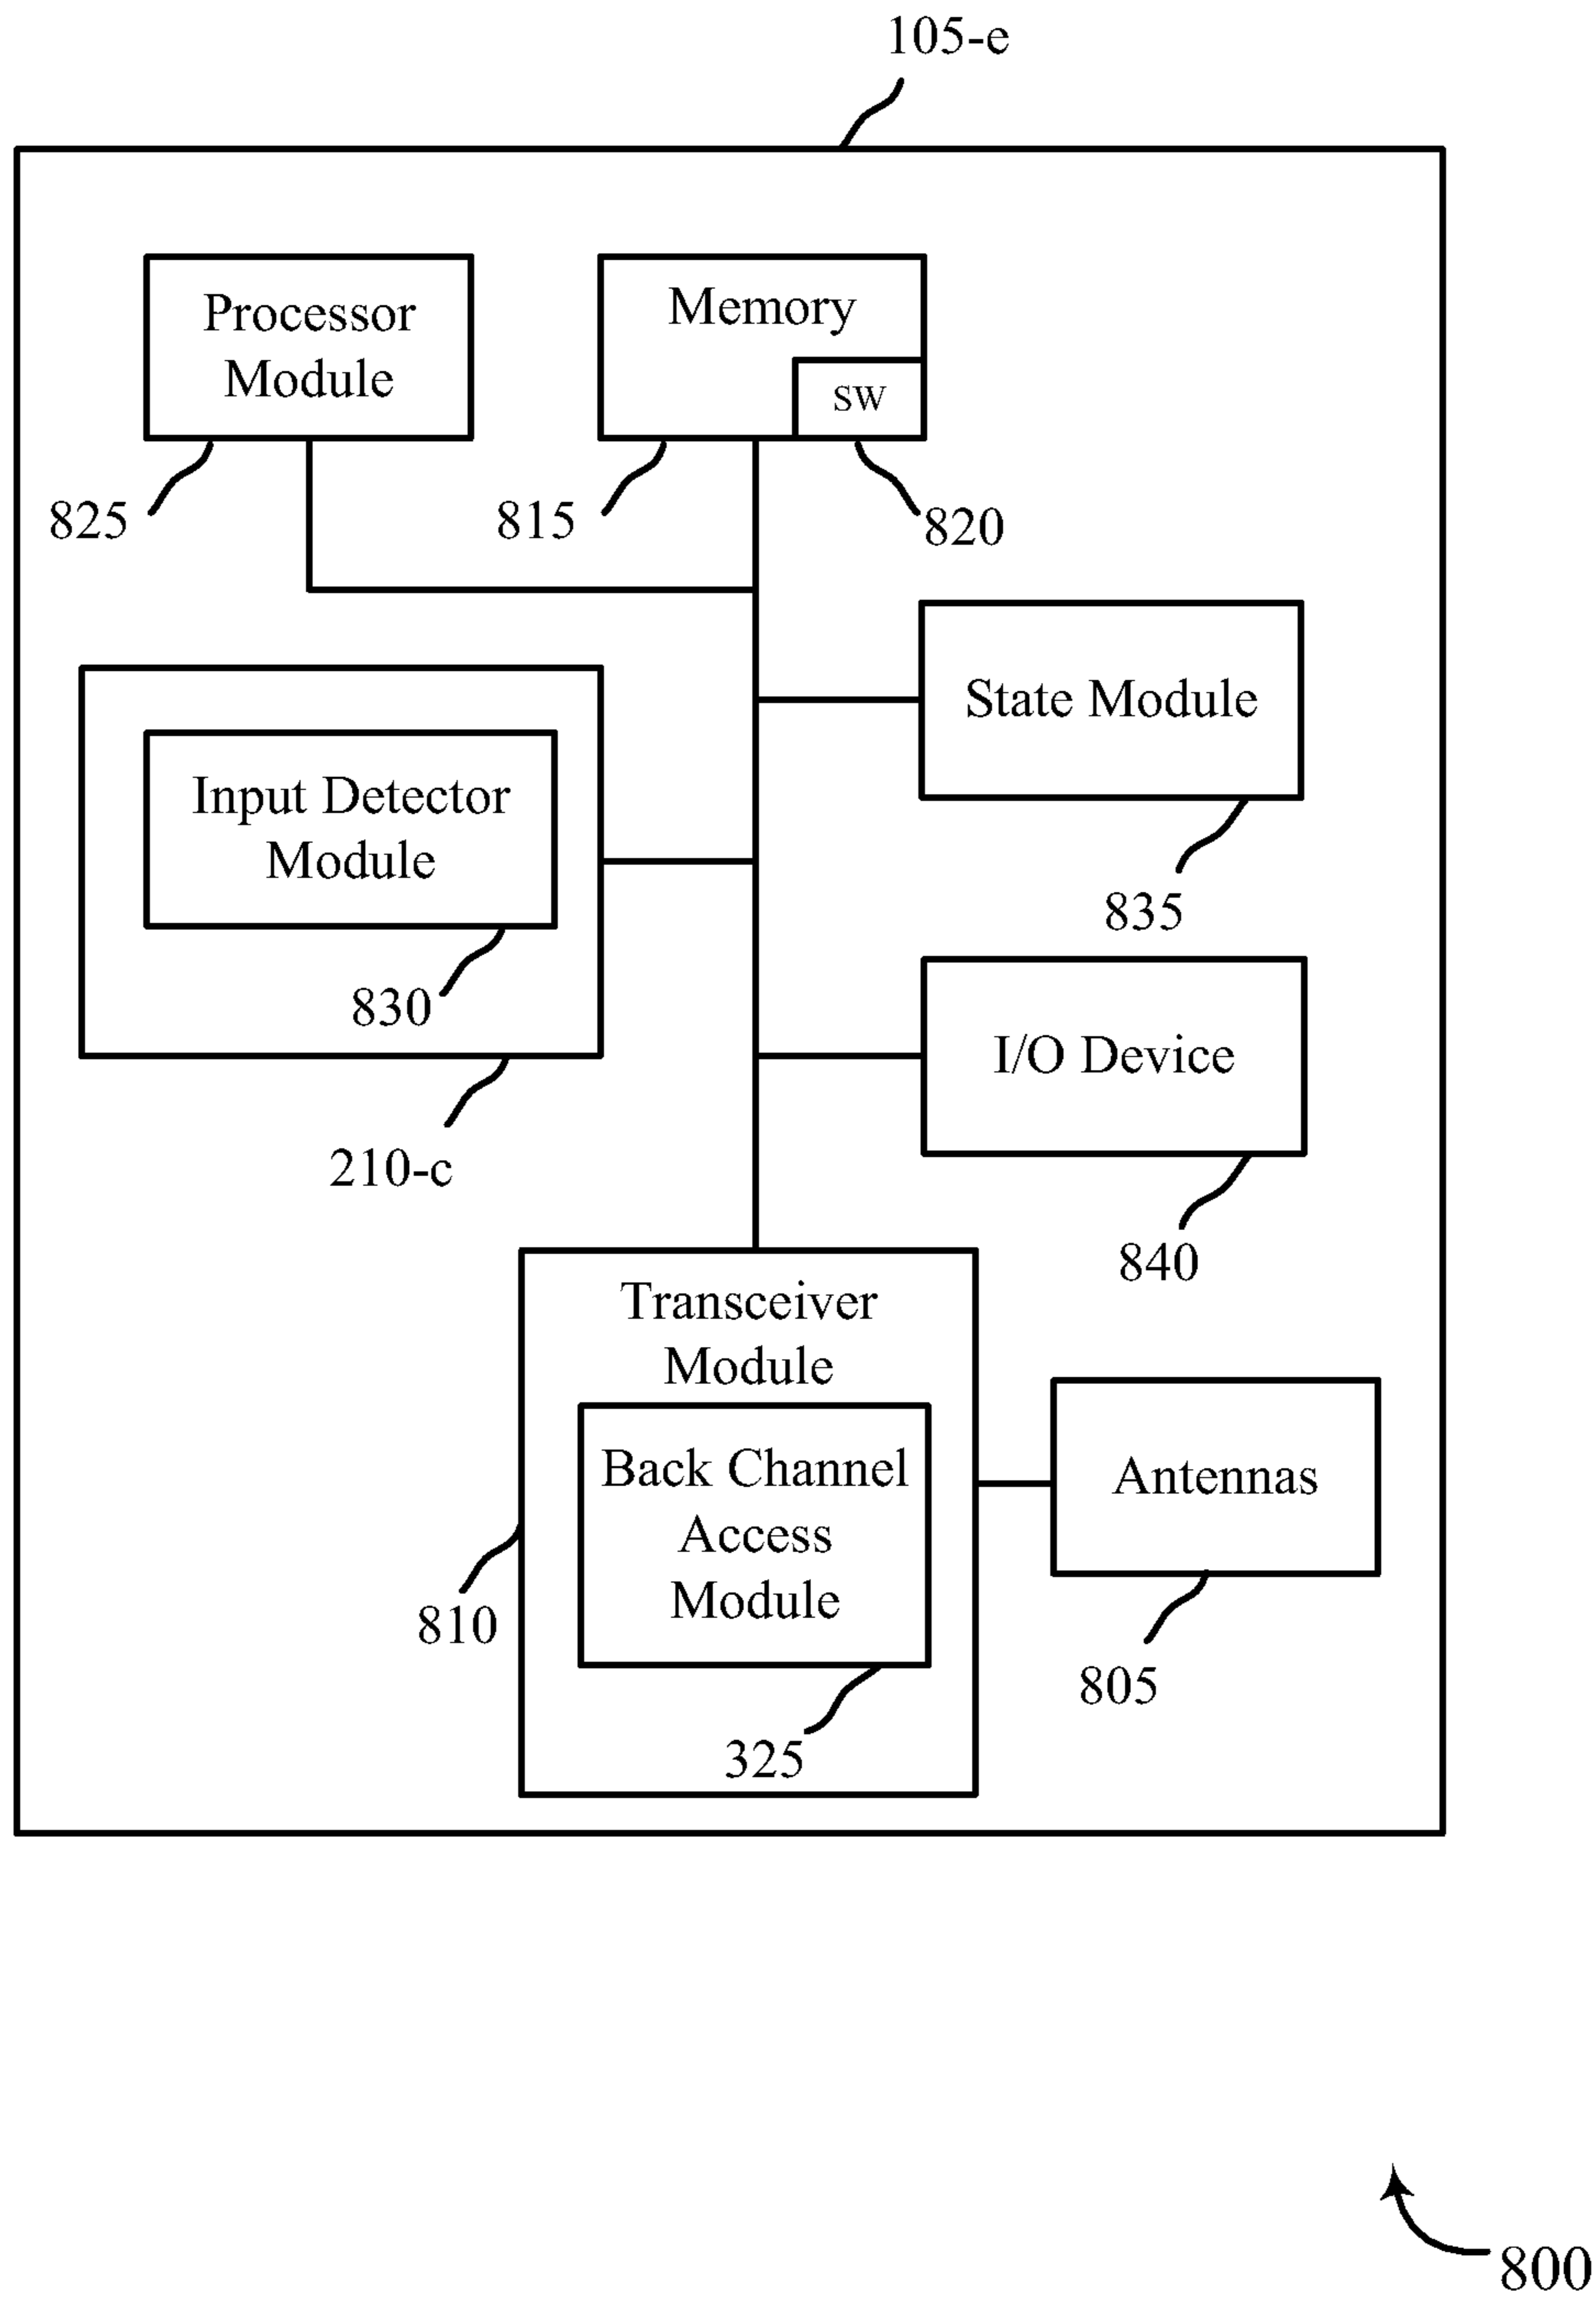 105-e
Processor
Module
Memory
SW
825
815
820
State Module
Input Detector
Module
835
830
I/O Device
210-c
840
Transceiver
Module
Back Channel
Access
Module
Antennas
810
805
325
800